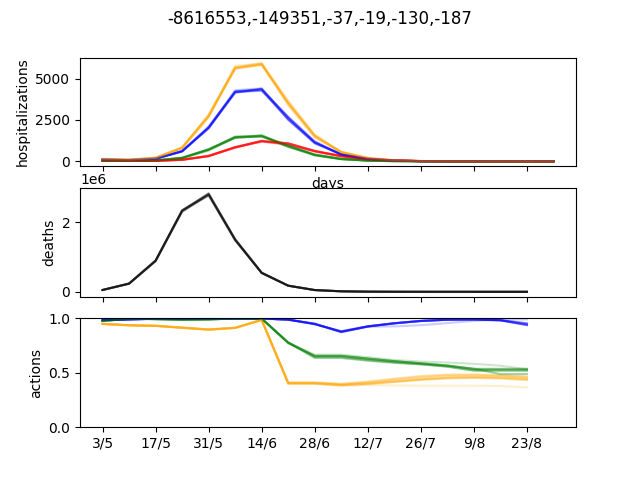 -8616553,-149351,-37,-19,-130,-187
hospitalizations
5000
2500
0
days
1e6
deaths
2
0
actions
1.0
0.5
0.0
3/5 17/5 31/5 14/6 28/6 12/7 26/7 9/8 23/8